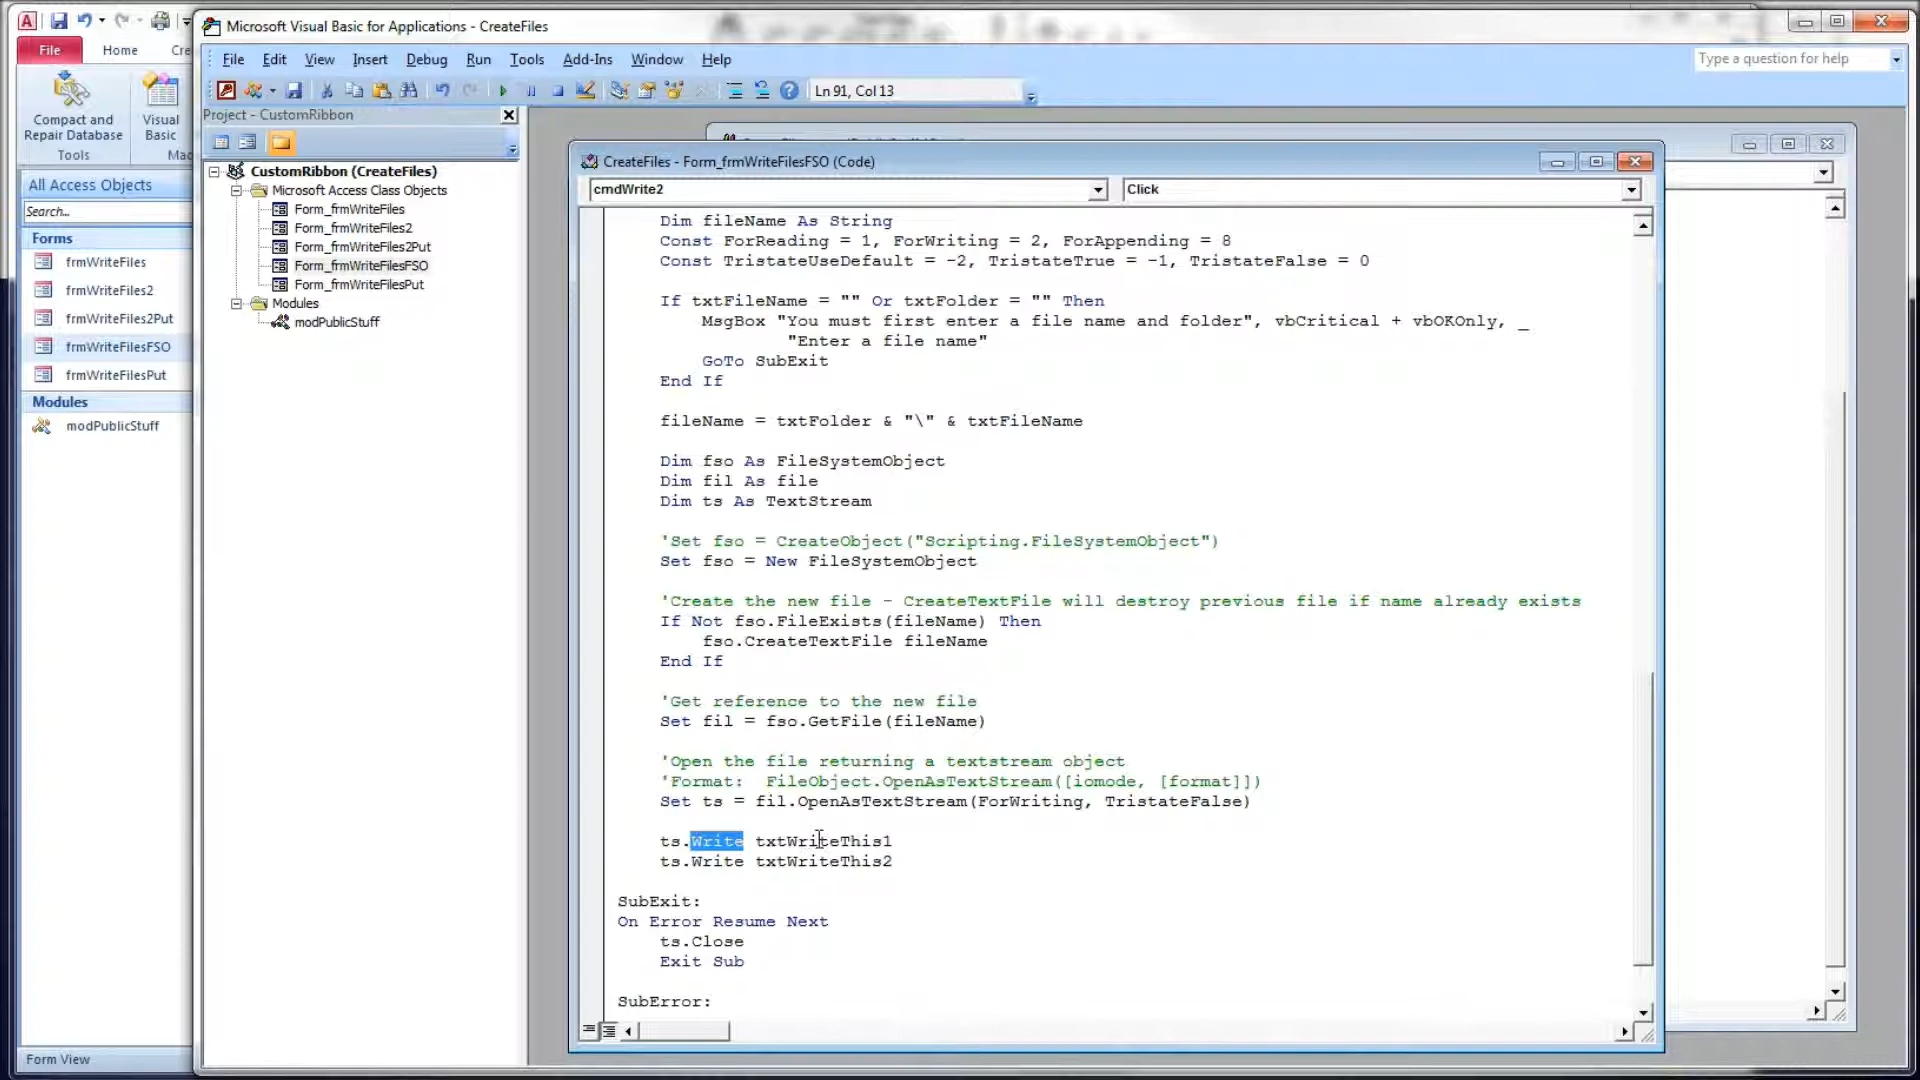 Microsoft Visual Basic for Applications - CreateFiles
File
Home
File Edit View Insert Debug Run Tools Add-Ins Window Help
Type a question for help
Ln 91, Col 13
Compact and
Repair Database
Tools
Visual
Basic
Project - CustomRibbon
All Access Objects
Search...
Forms
frmWriteFiles
frmWriteFiles2
frmWriteFiles2Put
frmWriteFilesFSO
frmWriteFilesPut
Modules
modPublicStuff
Form View
CustomRibbon (CreateFiles)
Microsoft Access Class Objects
Form_frmWriteFiles
Form_frmWriteFiles2
Form_frmWriteFiles2Put
Form_frmWriteFilesFSO
Form_frmWriteFilesPut
Modules
modPublicStuff
CreateFiles - Form_frmWriteFilesFSO (Code)
cmdWrite2
Click
Dim fileName As String
Const ForReading = 1, ForWriting = 2, ForAppending = 8
Const TristateUseDefault = -2, TristateTrue = -1, TristateFalse = 0
If txtFileName = "" Or txtFolder = "" Then
MsgBox "You must first enter a file name and folder", vbCritical + vbOKOnly, _
"Enter a file name"
GoTo SubExit
End If
fileName = txtFolder & "\" & txtFileName
Dim fso As FileSystemObject
Dim fil As file
Dim ts As TextStream
'Set fso = CreateObject("Scripting.FileSystemObject")
Set fso = New FileSystemObject
'Create the new file - CreateTextFile will destroy previous file if name already exists
If Not fso.FileExists(fileName) Then
fso.CreateTextFile fileName
End If
'Get reference to the new file
Set fil = fso.GetFile(fileName)
'Open the file returning a textstream object
'Format:  FileObject.OpenAsTextStream([iomode, [format]])
Set ts = fil.OpenAsTextStream(ForWriting, TristateFalse)
ts.Write txtWriteThis1
ts.Write txtWriteThis2
SubExit:
On Error Resume Next
ts.Close
Exit Sub
SubError: